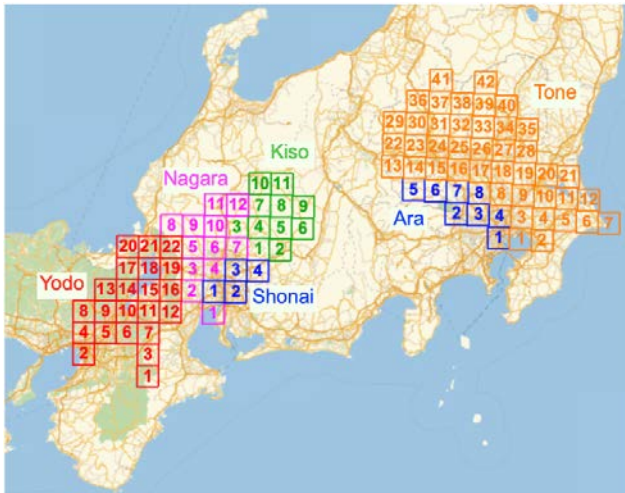 41 42
36 37 38 39 40 Tone
29 30 31 32 33 34 35
22 23 24 25 26 27 28
Kiso 13 14 15 16 17 18 19 20 21
Nagara 10 11 5 6 7 8 8 9 10 11 12
11 12 7 8 9 Ara 2 3 4 3 4 5 6 7
8 9 10 3 4 5 6 1 1 2
20 21 22 5 6 7 1 2
Yodo 17 18 19 3 4 3 4
13 14 15 16 2 1 2 Shonai
8 9 10 11 12 1
4 5 6 7
2 3
1